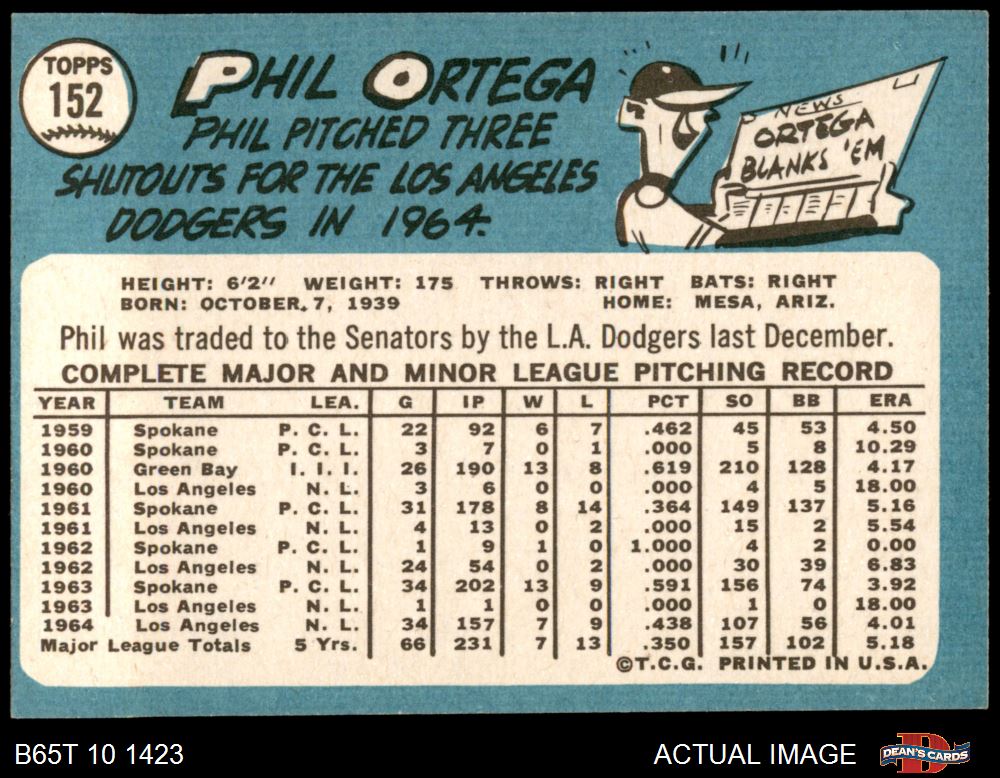 TOPPS
152
PHIL ORTEGA
PHIL PITCHED THREE
SHUTOUTS FOR THE LOS ANGELES
DODGERS IN 1964.
NEWS
ORTEGA
BLANKS 'EM
HEIGHT: 6'2" WEIGHT: 175 THROWS: RIGHT BATS: RIGHT
BORN: OCTOBER 7, 1939 HOME: MESA, ARIZ.
Phil was traded to the Senators by the L.A. Dodgers last December.
COMPLETE MAJOR AND MINOR LEAGUE PITCHING RECORD
YEAR TEAM LEA. G IP W L PCT SO BB ERA
1959 Spokane P. C. L. 22 92 6 7 .462 45 53 4.50
1960 Spokane P. C. L. 3 7 0 1 .000 5 8 10.29
1960 Green Bay I. I. I. 26 190 13 8 .619 210 128 4.17
1960 Los Angeles N. L. 3 6 0 0 .000 4 5 18.00
1961 Spokane P. C. L. 31 178 8 14 .364 149 137 5.16
1961 Los Angeles N. L. 4 13 0 2 .000 15 2 5.54
1962 Spokane P. C. L. 1 9 1 0 1.000 4 2 0.00
1962 Los Angeles N. L. 24 54 0 2 .000 30 39 6.83
1963 Spokane P. C. L. 34 202 13 9 .591 156 74 3.92
1963 Los Angeles N. L. 1 1 0 0 .000 1 0 18.00
1964 Los Angeles N. L. 34 157 7 9 .438 107 56 4.01
Major League Totals 5 Yrs. 66 231 7 13 .350 157 102 5.18
©T.C.G. PRINTED IN U.S.A.
B65T 10 1423 ACTUAL IMAGE DEAN'S CARDS